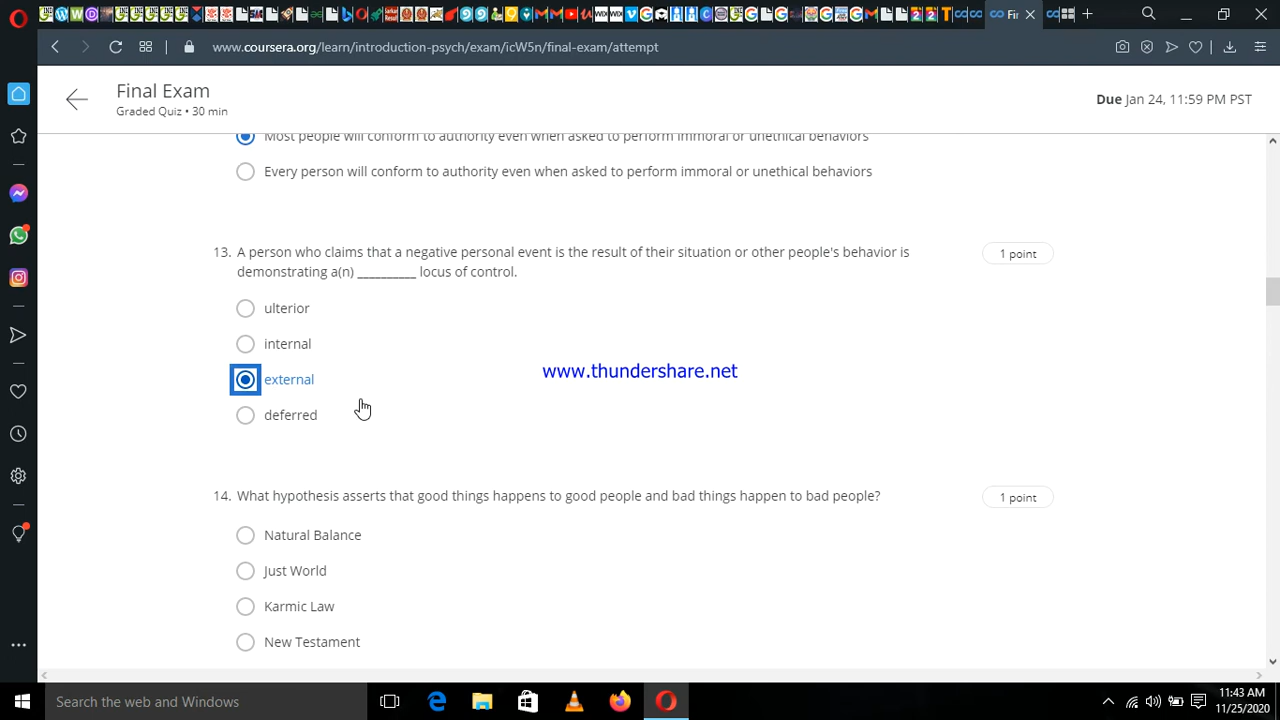 www.coursera.org/learn/introduction-psych/exam/icW5n/final-exam/attempt
Final Exam
Graded Quiz • 30 min
Due Jan 24, 11:59 PM PST
Most people will conform to authority even when asked to perform immoral or unethical behaviors
Every person will conform to authority even when asked to perform immoral or unethical behaviors
13. A person who claims that a negative personal event is the result of their situation or other people's behavior is
1 point
demonstrating a(n) __________ locus of control.
ulterior
internal
www.thundershare.net
external
deferred
14. What hypothesis asserts that good things happens to good people and bad things happen to bad people?
1 point
Natural Balance
Just World
Karmic Law
New Testament
Search the web and Windows
11:43 AM
11/25/2020